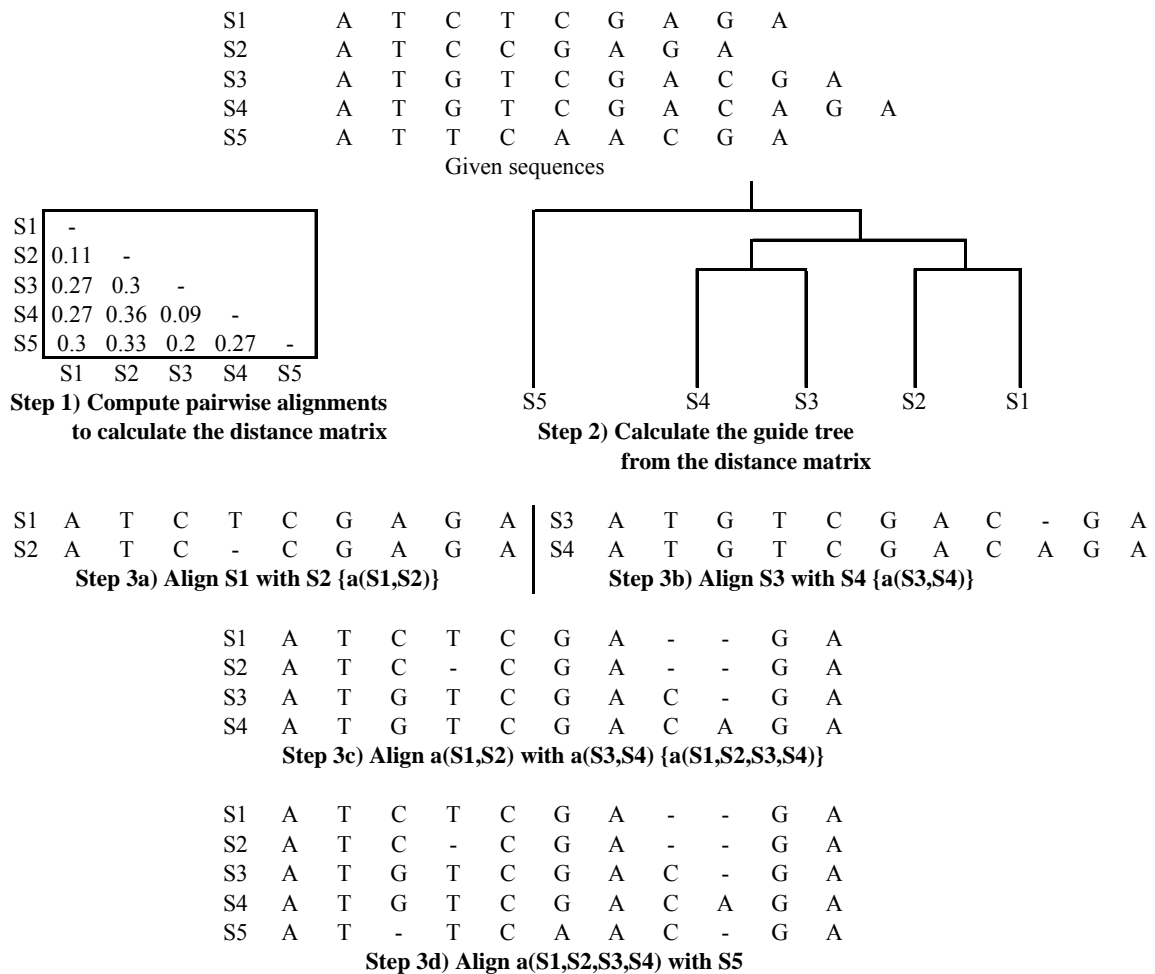 S1 A T C T C G A G A
S2 A T C C G A G A
S3 A T G T C G A C G A
S4 A T G T C G A C A G A
S5 A T T C A A C G A
Given sequences
S1 -
S2 0.11 -
S3 0.27 0.3 -
S4 0.27 0.36 0.09 -
S5 0.3 0.33 0.2 0.27 -
S1 S2 S3 S4 S5
Step 1) Compute pairwise alignments
to calculate the distance matrix
S5 S4 S3 S2 S1
Step 2) Calculate the guide tree
from the distance matrix
S1 A T C T C G A G A
S2 A T C - C G A G A
Step 3a) Align S1 with S2 {a(S1,S2)}
S3 A T G T C G A C - G A
S4 A T G T C G A C A G A
Step 3b) Align S3 with S4 {a(S3,S4)}
S1 A T C T C G A - - G A
S2 A T C - C G A - - G A
S3 A T G T C G A C - G A
S4 A T G T C G A C A G A
Step 3c) Align a(S1,S2) with a(S3,S4) {a(S1,S2,S3,S4)}
S1 A T C T C G A - - G A
S2 A T C - C G A - - G A
S3 A T G T C G A C - G A
S4 A T G T C G A C A G A
S5 A T - T C A A C - G A
Step 3d) Align a(S1,S2,S3,S4) with S5